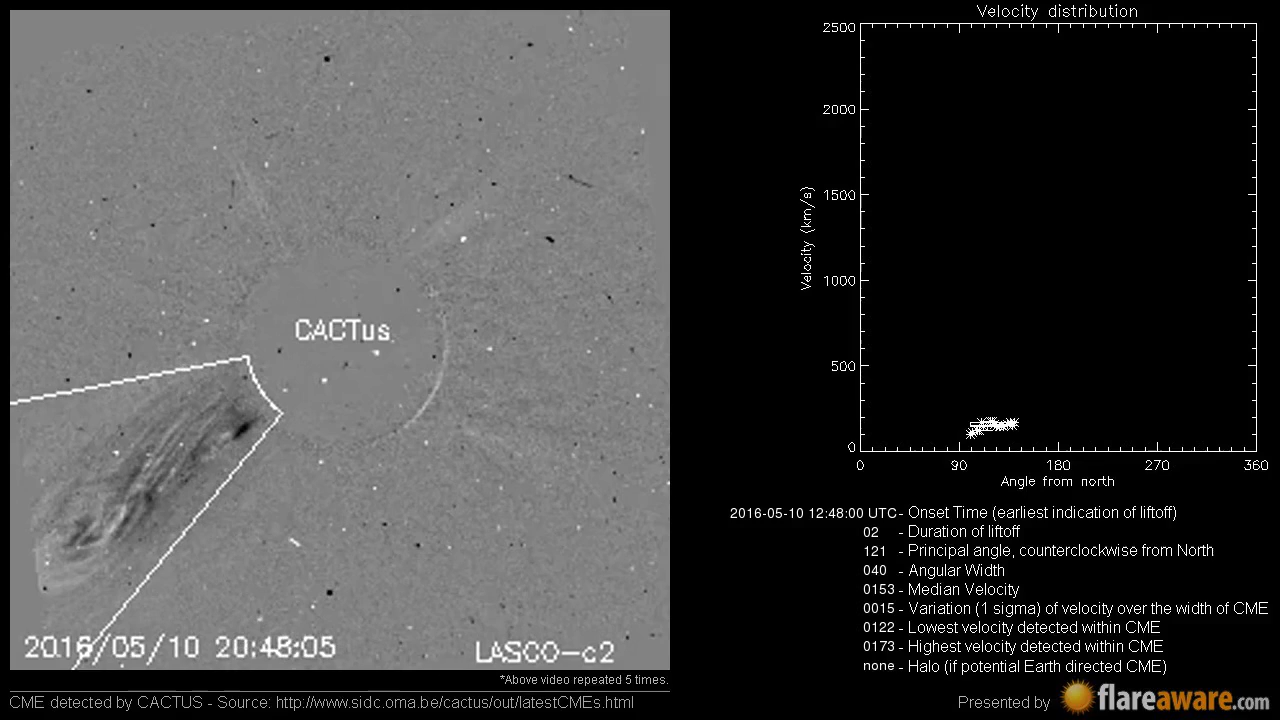 CACTus
2016/05/10 20:48:05
LASCO-c2
*Above video repeated 5 times.
CME detected by CACTUS - Source: http://www.sidc.oma.be/cactus/out/latestCMEs.html
Velocity distribution
2500
2000
1500
1000
500
0
Velocity (km/s)
0 90 180 270 360
Angle from north
2016-05-10 12:48:00 UTC - Onset Time (earliest indication of liftoff)
02 - Duration of liftoff
121 - Principal angle, counterclockwise from North
040 - Angular Width
0153 - Median Velocity
0015 - Variation (1 sigma) of velocity over the width of CME
0122 - Lowest velocity detected within CME
0173 - Highest velocity detected within CME
none - Halo (if potential Earth directed CME)
Presented by flareaware.com